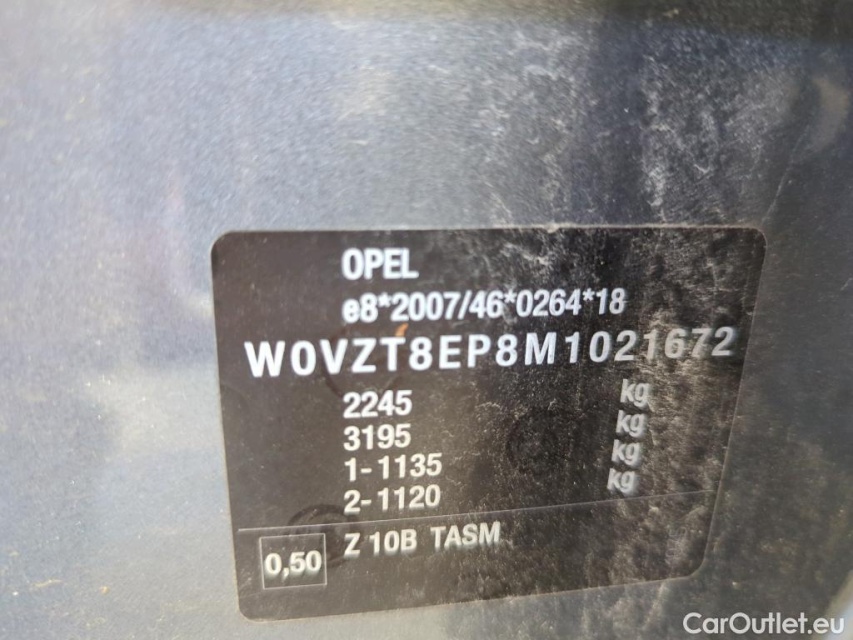 OPEL
e8*2007/46*0264*18
W0VZT8EP8M1021672
2245 kg
3195 kg
1-1135 kg
2-1120 kg
0,50 Z 10B TASM
CarOutlet.eu